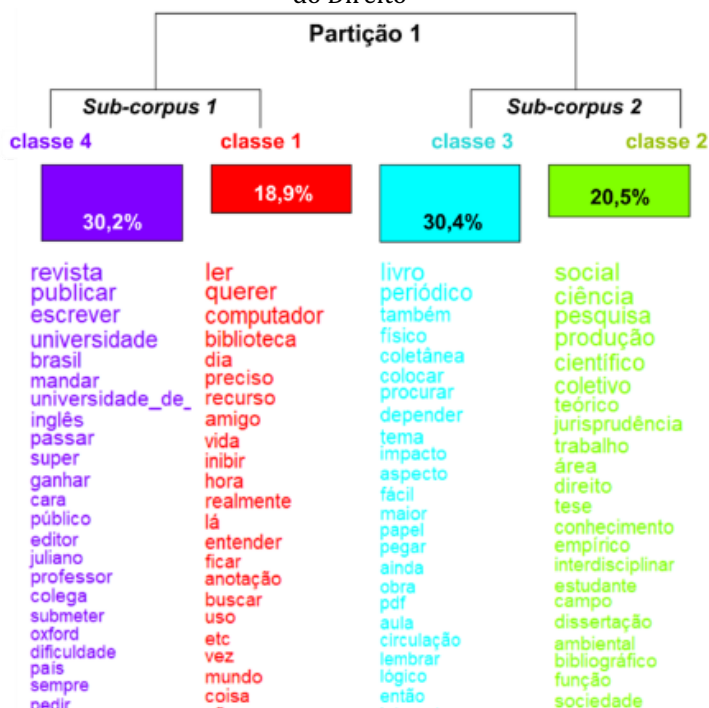 do Direito
Partição 1
Sub-corpus 1
Sub-corpus 2
classe 4
classe 1
classe 3
classe 2
30,2%
18,9%
30,4%
20,5%
revista
publicar
escrever
universidade
brasil
mandar
universidade_de_
inglês
passar
super
ganhar
cara
público
editor
juliano
professor
colega
submeter
oxford
dificuldade
país
sempre
pedir
ler
querer
computador
biblioteca
dia
preciso
recurso
amigo
vida
inibir
hora
realmente
lá
entender
ficar
anotação
buscar
uso
etc
vez
mundo
coisa
livro
periódico
também
físico
coletânea
colocar
procurar
depender
tema
impacto
aspecto
fácil
maior
papel
pegar
ainda
obra
pdf
aula
circulação
lembrar
lógico
então
social
ciência
pesquisa
produção
científico
coletivo
teórico
jurisprudência
trabalho
área
direito
tese
conhecimento
empírico
interdisciplinar
estudante
campo
dissertação
ambiental
bibliográfico
função
sociedade